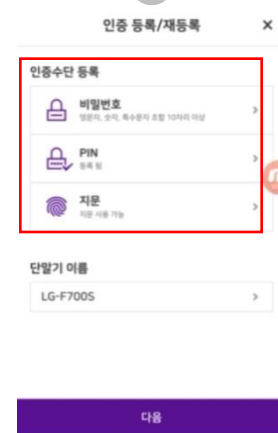 인증 등록/재등록
인증수단 등록
비밀번호
영문자, 숫자, 특수문자 조합 10자리 이상
PIN
등록 됨
지문
지문 사용 가능
단말기 이름
LG-F700S
다음